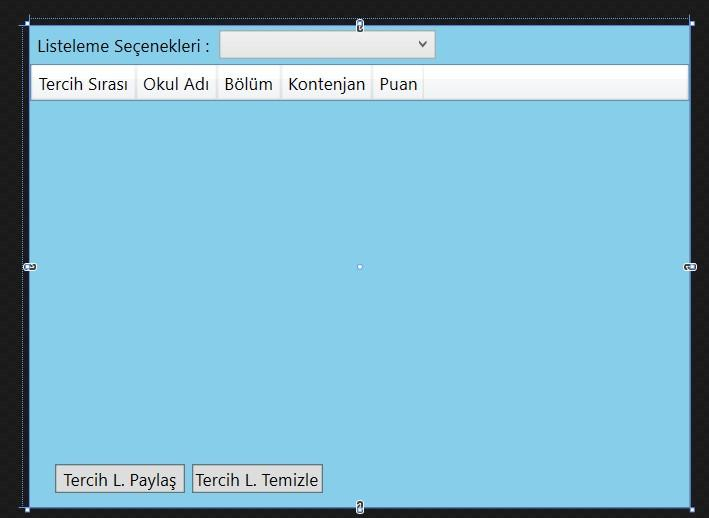 Listeleme Seçenekleri :
Tercih Sırası Okul Adı Bölüm Kontenjan Puan
Tercih L. Paylaş Tercih L. Temizle